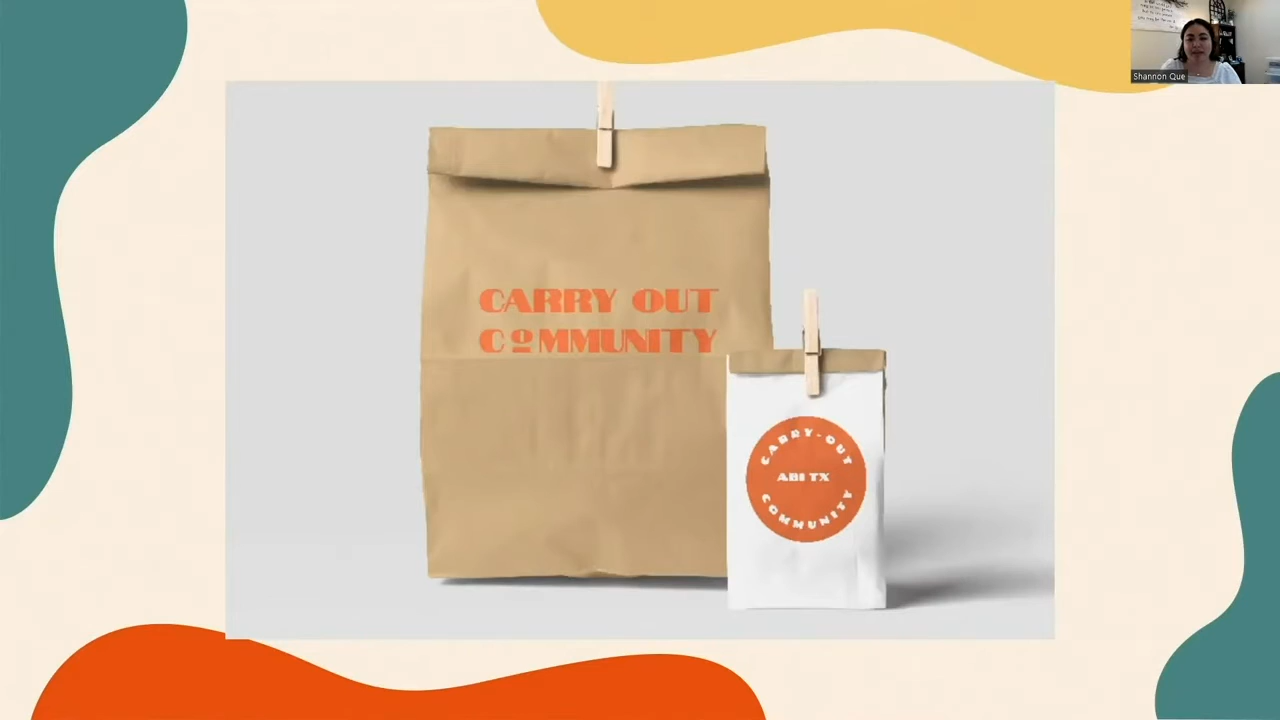 Shannon Que
CARRY OUT
COMMUNITY
CARRY-OUT
ABI TX
COMMUNITY